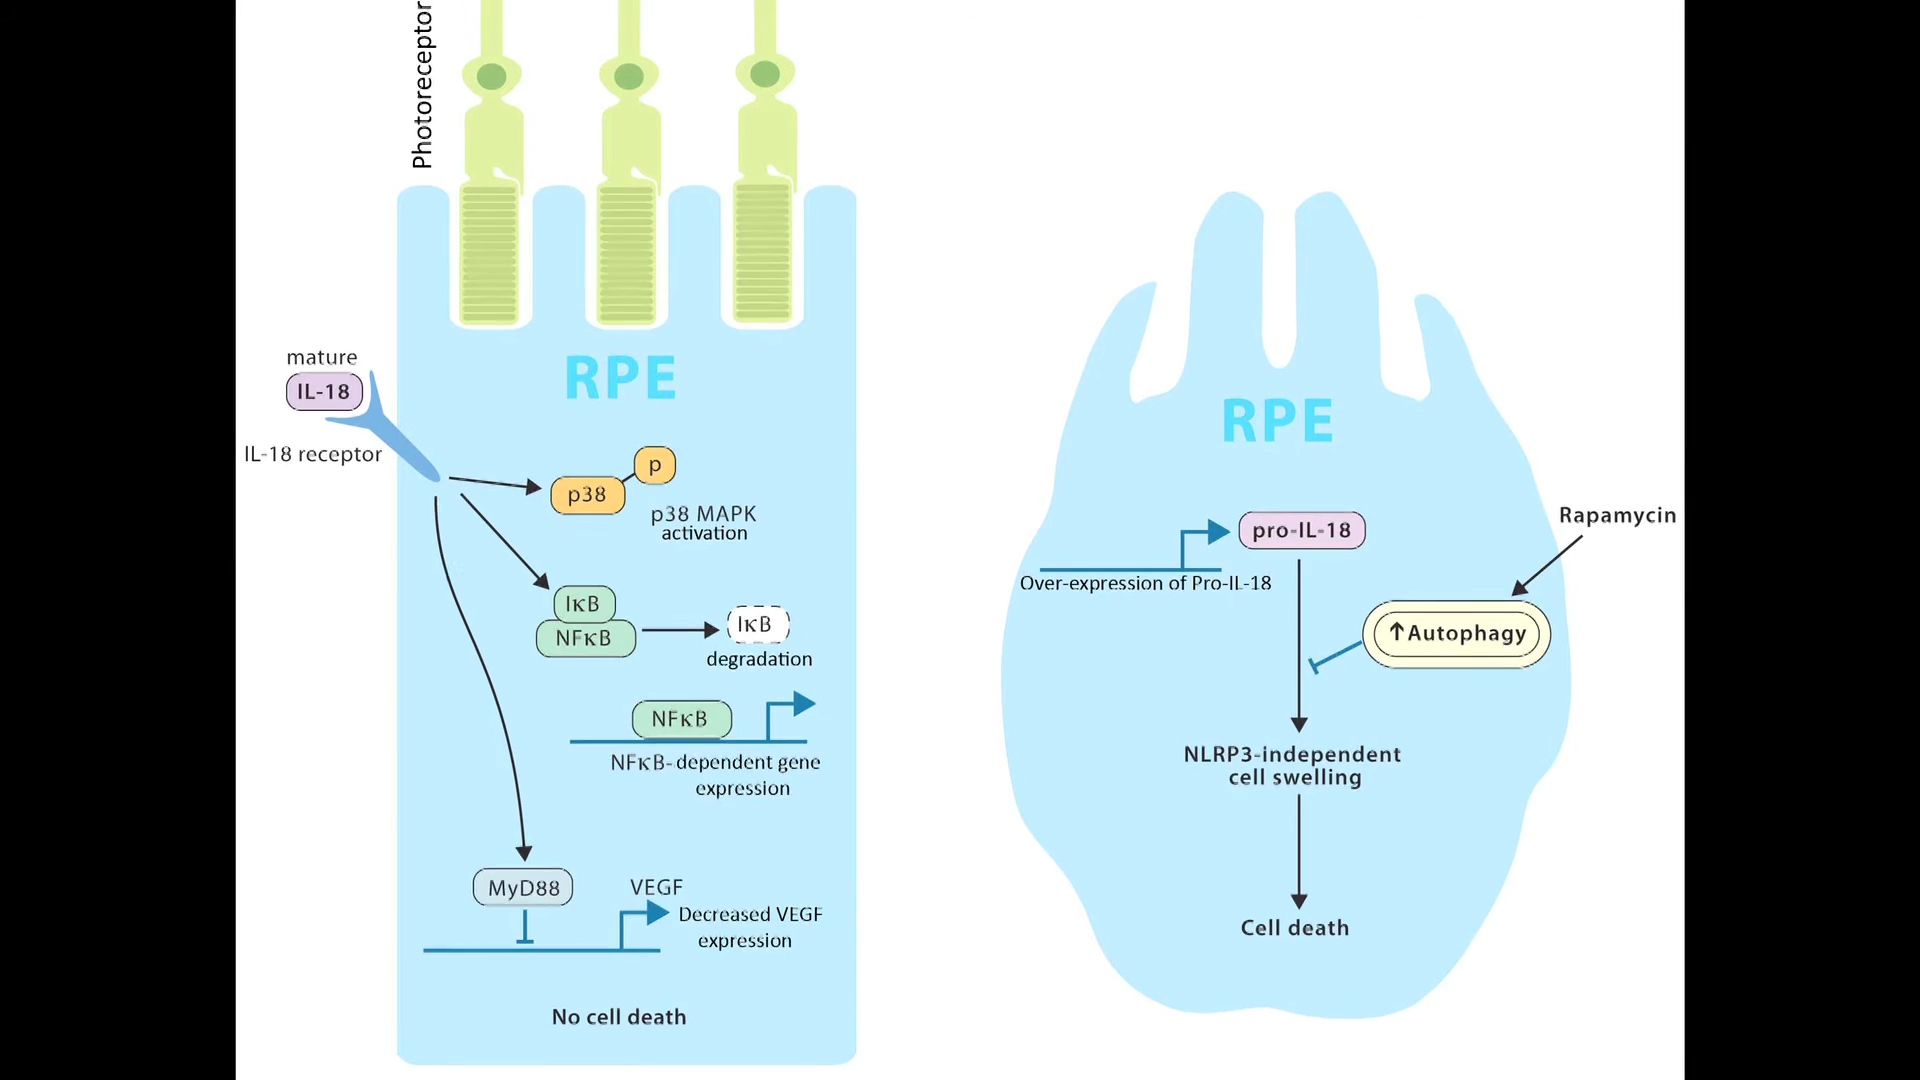 Photoreceptor
RPE
mature
IL-18
IL-18 receptor
p
p38
p38 MAPK
activation
IκB
NFκB
IκB
degradation
NFκB
NFκB-dependent gene
expression
MyD88
VEGF
Decreased VEGF
expression
No cell death
RPE
pro-IL-18
Over-expression of Pro-IL-18
Rapamycin
↑Autophagy
NLRP3-independent
cell swelling
Cell death